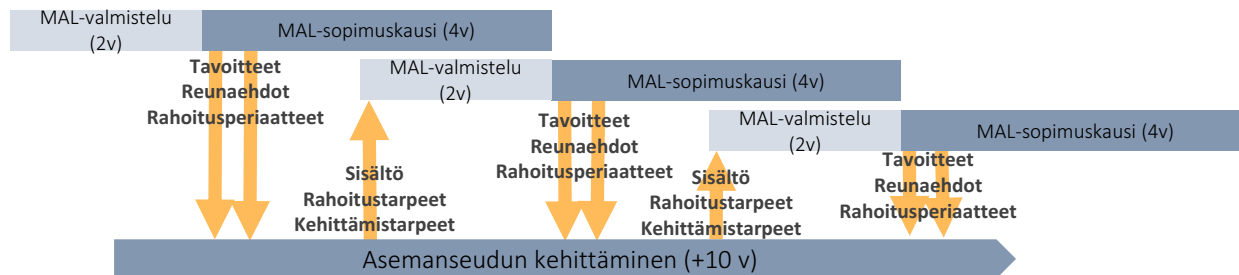 MAL-valmistelu
(2v)
MAL-sopimuskausi (4v)
Tavoitteet
Reunaehdot
Rahoitusperiaatteet
MAL-valmistelu
(2v)
MAL-sopimuskausi (4v)
Sisältö
Rahoitustarpeet
Kehittämistarpeet
Tavoitteet
Reunaehdot
Rahoitusperiaatteet
MAL-valmistelu
(2v)
MAL-sopimuskausi (4v)
Sisältö
Rahoitustarpeet
Kehittämistarpeet
Tavoitteet
Reunaehdot
Rahoitusperiaatteet
Asemanseudun kehittäminen (+10 v)